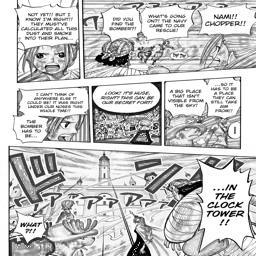 NAMI!!
CHOPPER!!
WHAT'S GOING
ON?! THE NAVY
CAME TO OUR
RESCUE!
DID YOU
FIND THE
BOMBER?!
NOT YET!! BUT I
KNOW I'M RIGHT!!
THEY MUST'VE
CALCULATED ALL THIS
DUST AND SMOKE
INTO THEIR PLAN...
...SO IT HAS
TO BE A
PLACE THEY
CAN STILL
TAKE AIM
FROM!
A BIG PLACE
THAT ISN'T
VISIBLE FROM
THE SKY!
LOOK! IT'S HUGE,
RIGHT? THIS CAN BE
OUR SECRET FORT!
I CAN'T THINK OF
ANYWHERE ELSE IT
COULD BE! IT WAS RIGHT
UNDER OUR NOSES THIS
WHOLE TIME!!
THE
BOMBER
HAS TO
BE...
...IN
THE
CLOCK
TOWER
!!
WHAT
?!